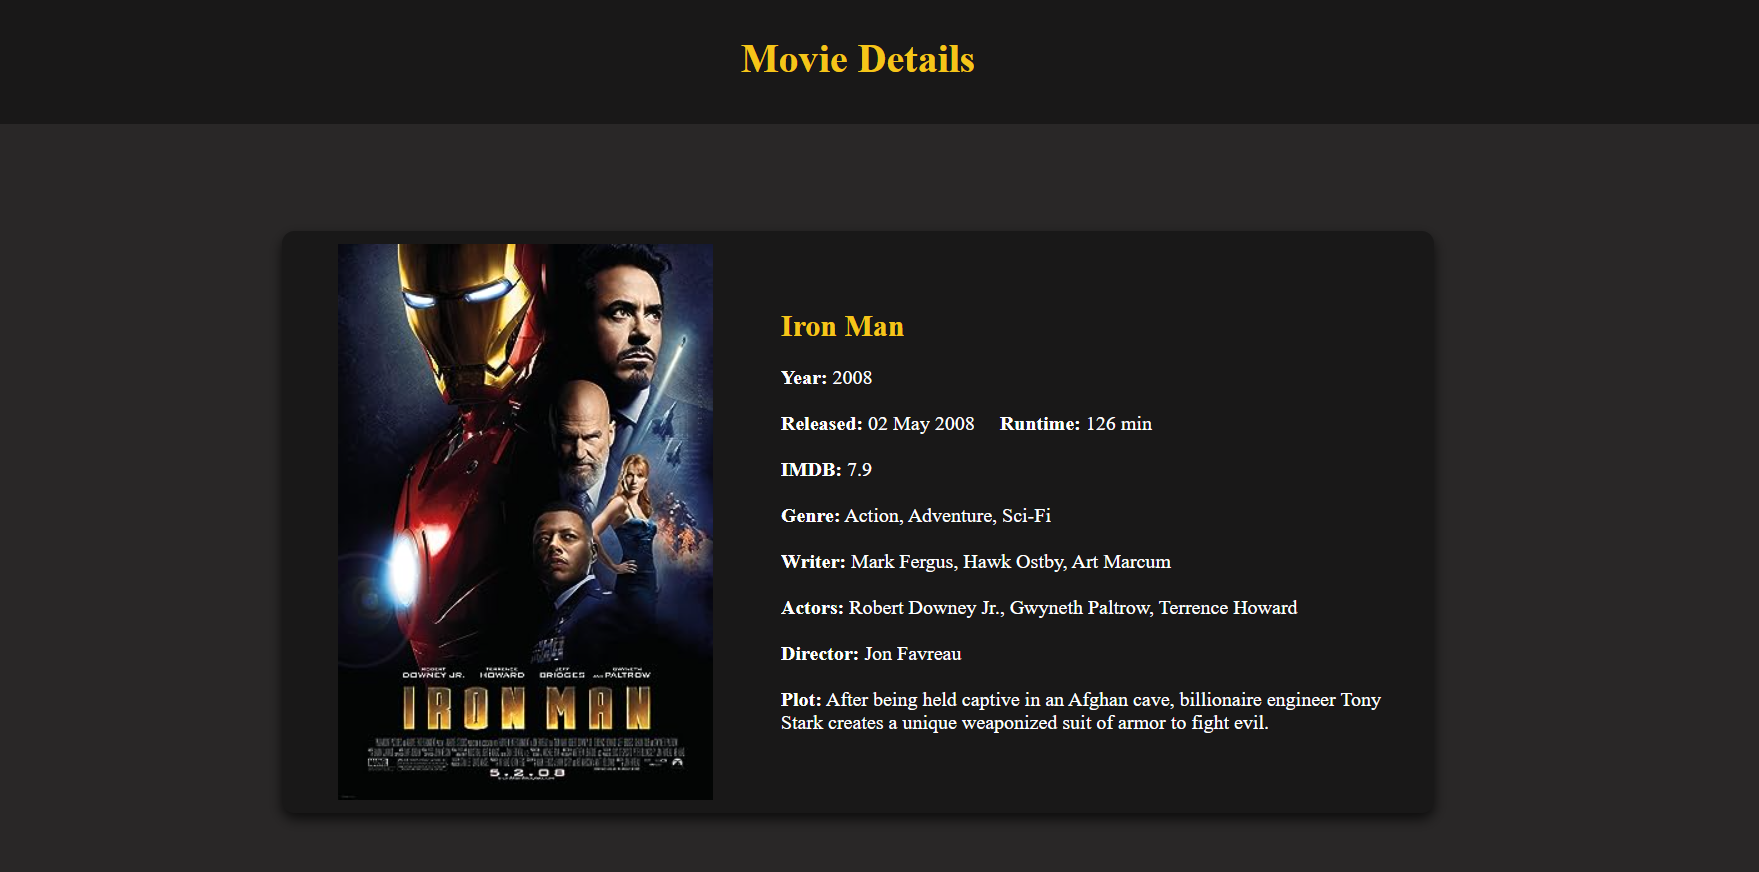 Movie Details
Iron Man
Year: 2008
Released: 02 May 2008 Runtime: 126 min
IMDB: 7.9
Genre: Action, Adventure, Sci-Fi
Writer: Mark Fergus, Hawk Ostby, Art Marcum
Actors: Robert Downey Jr., Gwyneth Paltrow, Terrence Howard
Director: Jon Favreau
Plot: After being held captive in an Afghan cave, billionaire engineer Tony
Stark creates a unique weaponized suit of armor to fight evil.
ROBERT TERRENCE JEFF GWYNETH
DOWNEY JR. HOWARD BRIDGES AND PALTROW
IRON MAN
5.2.08